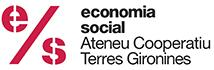 e/s
economia
social
Ateneu Cooperatiu
Terres Gironines